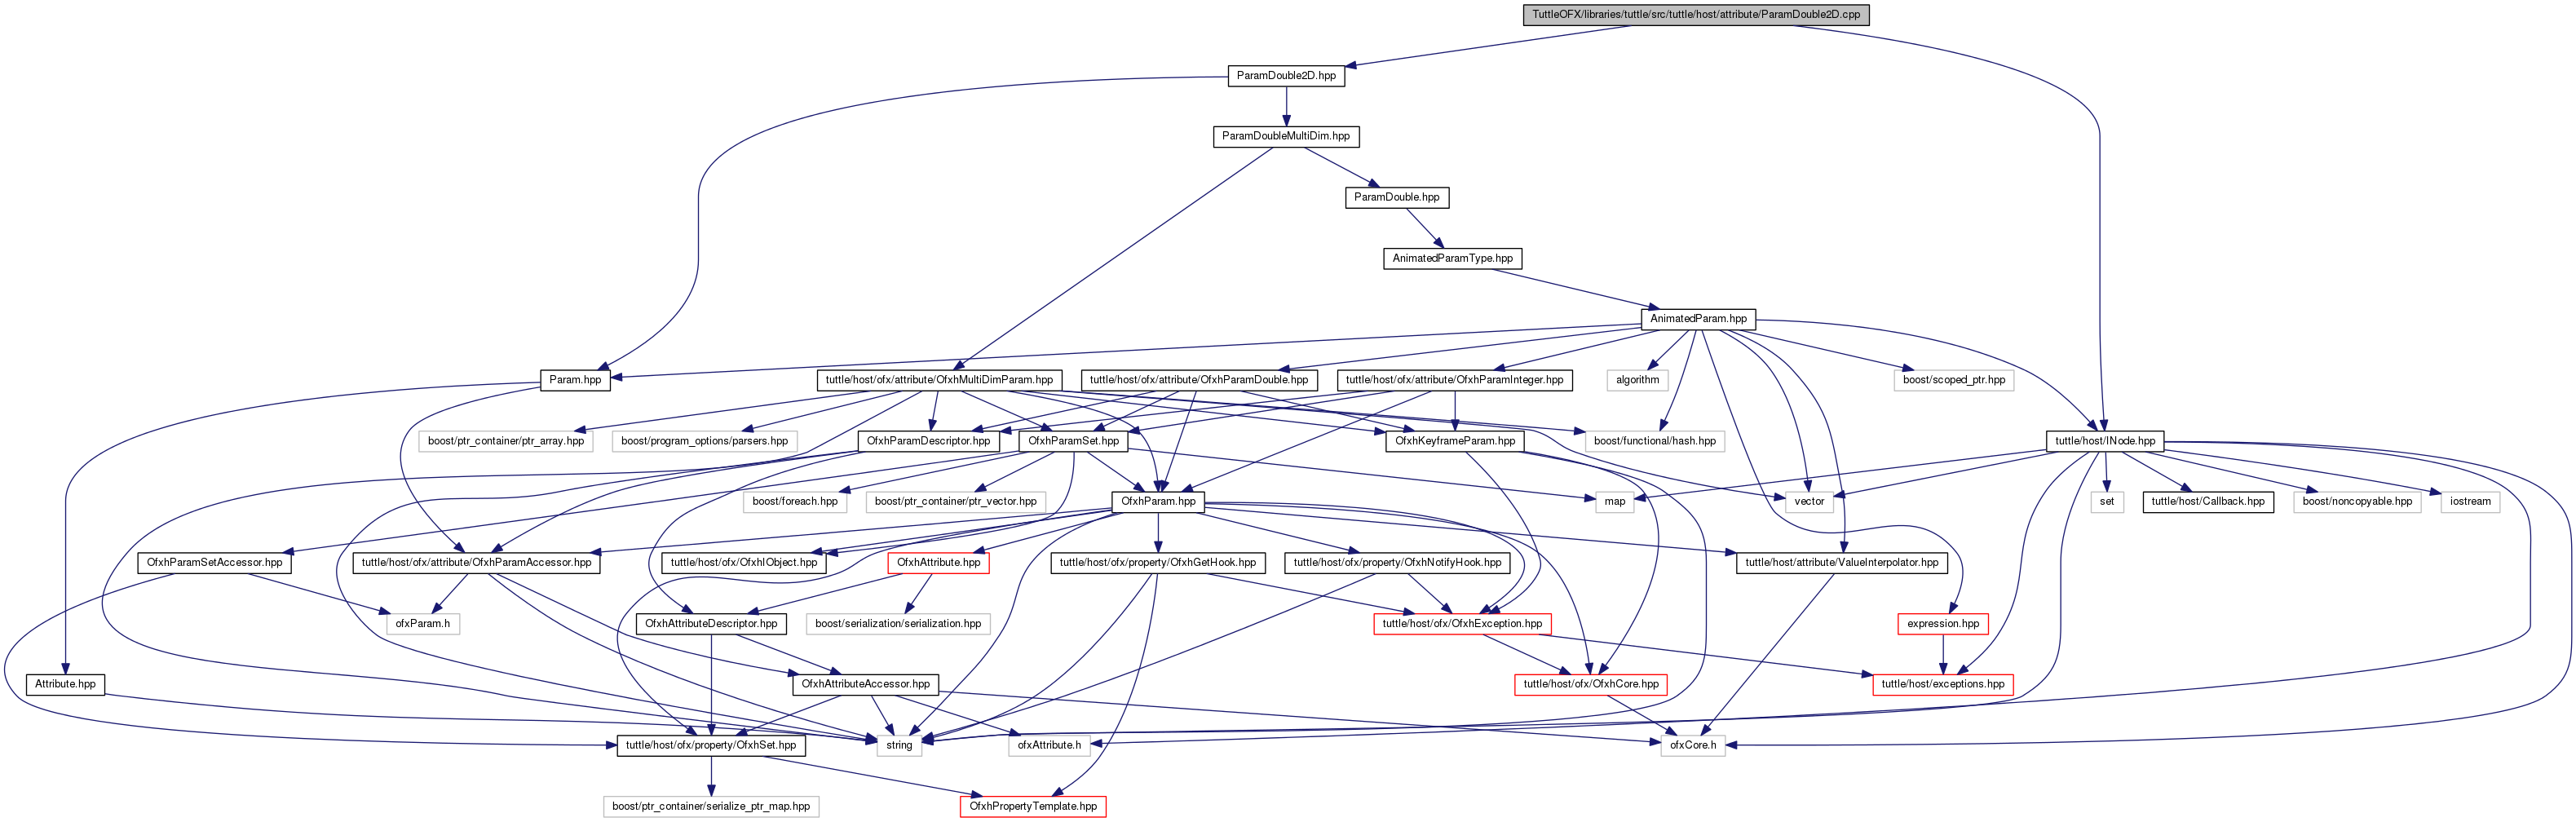 TuttleOFX/libraries/tuttle/src/tuttle/host/attribute/ParamDouble2D.cpp
ParamDouble2D.hpp
ParamDoubleMultiDim.hpp
ParamDouble.hpp
AnimatedParamType.hpp
AnimatedParam.hpp
Param.hpp
tuttle/host/ofx/attribute/OfxhMultiDimParam.hpp
tuttle/host/ofx/attribute/OfxhParamDouble.hpp
tuttle/host/ofx/attribute/OfxhParamInteger.hpp
algorithm
boost/scoped_ptr.hpp
boost/ptr_container/ptr_array.hpp
boost/program_options/parsers.hpp
OfxhParamDescriptor.hpp
OfxhParamSet.hpp
OfxhKeyframeParam.hpp
boost/functional/hash.hpp
tuttle/host/INode.hpp
boost/foreach.hpp
boost/ptr_container/ptr_vector.hpp
OfxhParam.hpp
map
vector
set
tuttle/host/Callback.hpp
boost/noncopyable.hpp
iostream
OfxhParamSetAccessor.hpp
tuttle/host/ofx/attribute/OfxhParamAccessor.hpp
tuttle/host/ofx/OfxhIObject.hpp
OfxhAttribute.hpp
tuttle/host/ofx/property/OfxhGetHook.hpp
tuttle/host/ofx/property/OfxhNotifyHook.hpp
tuttle/host/attribute/ValueInterpolator.hpp
ofxParam.h
OfxhAttributeDescriptor.hpp
boost/serialization/serialization.hpp
tuttle/host/ofx/OfxhException.hpp
expression.hpp
Attribute.hpp
OfxhAttributeAccessor.hpp
tuttle/host/ofx/OfxhCore.hpp
tuttle/host/exceptions.hpp
tuttle/host/ofx/property/OfxhSet.hpp
string
ofxAttribute.h
ofxCore.h
boost/ptr_container/serialize_ptr_map.hpp
OfxhPropertyTemplate.hpp